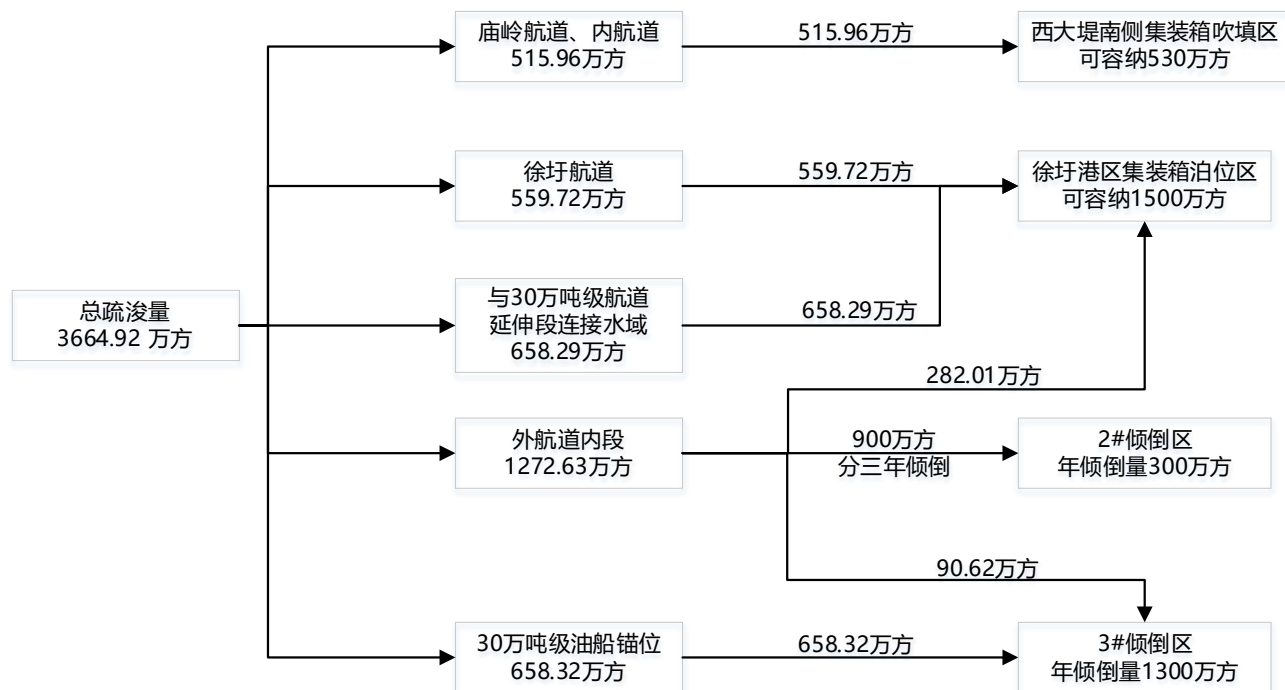 庙岭航道、内航道
515.96万方
515.96万方
西大堤南侧集装箱吹填区
可容纳530万方
徐圩航道
559.72万方
559.72万方
徐圩港区集装箱泊位区
可容纳1500万方
总疏浚量
3664.92 万方
与30万吨级航道
延伸段连接水域
658.29万方
658.29万方
282.01万方
外航道内段
1272.63万方
900万方
分三年倾倒
2#倾倒区
年倾倒量300万方
90.62万方
30万吨级油船锚位
658.32万方
658.32万方
3#倾倒区
年倾倒量1300万方